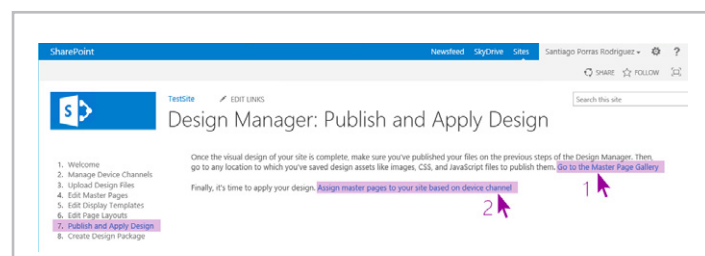 SharePoint
Newsfeed SkyDrive Sites Santiago Porras Rodriguez ?
SHARE FOLLOW
TestSite EDIT LINKS
Search this site
S
Design Manager: Publish and Apply Design
Once the visual design of your site is complete, make sure you've published your files on the previous steps of the Design Manager. Then,
go to any location to which you've saved design assets like images, CSS, and JavaScript files to publish them. Go to the Master Page Gallery
1
Finally, it's time to apply your design. Assign master pages to your site based on device channel
2
1. Welcome
2. Manage Device Channels
3. Upload Design Files
4. Edit Master Pages
5. Edit Display Templates
6. Edit Page Layouts
7. Publish and Apply Design
8. Create Design Package